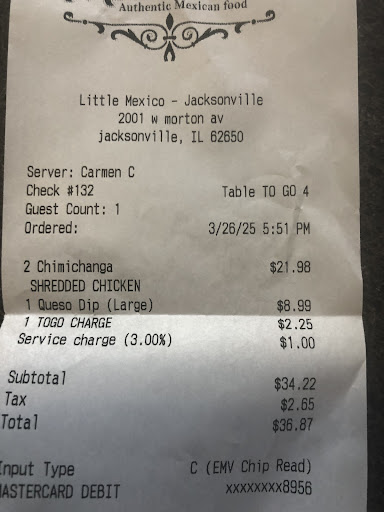 Authentic Mexican food
Little Mexico - Jacksonville
2001 w morton av
jacksonville, IL 62650
Server: Carmen C
Check #132 Table TO GO 4
Guest Count: 1
Ordered: 3/26/25 5:51 PM
2 Chimichanga $21.98
SHREDDED CHICKEN
1 Queso Dip (Large) $8.99
1 TOGO CHARGE $2.25
Service charge (3.00%) $1.00
Subtotal $34.22
Tax $2.65
Total $36.87
Input Type C (EMV Chip Read)
MASTERCARD DEBIT xxxxxxxx8956